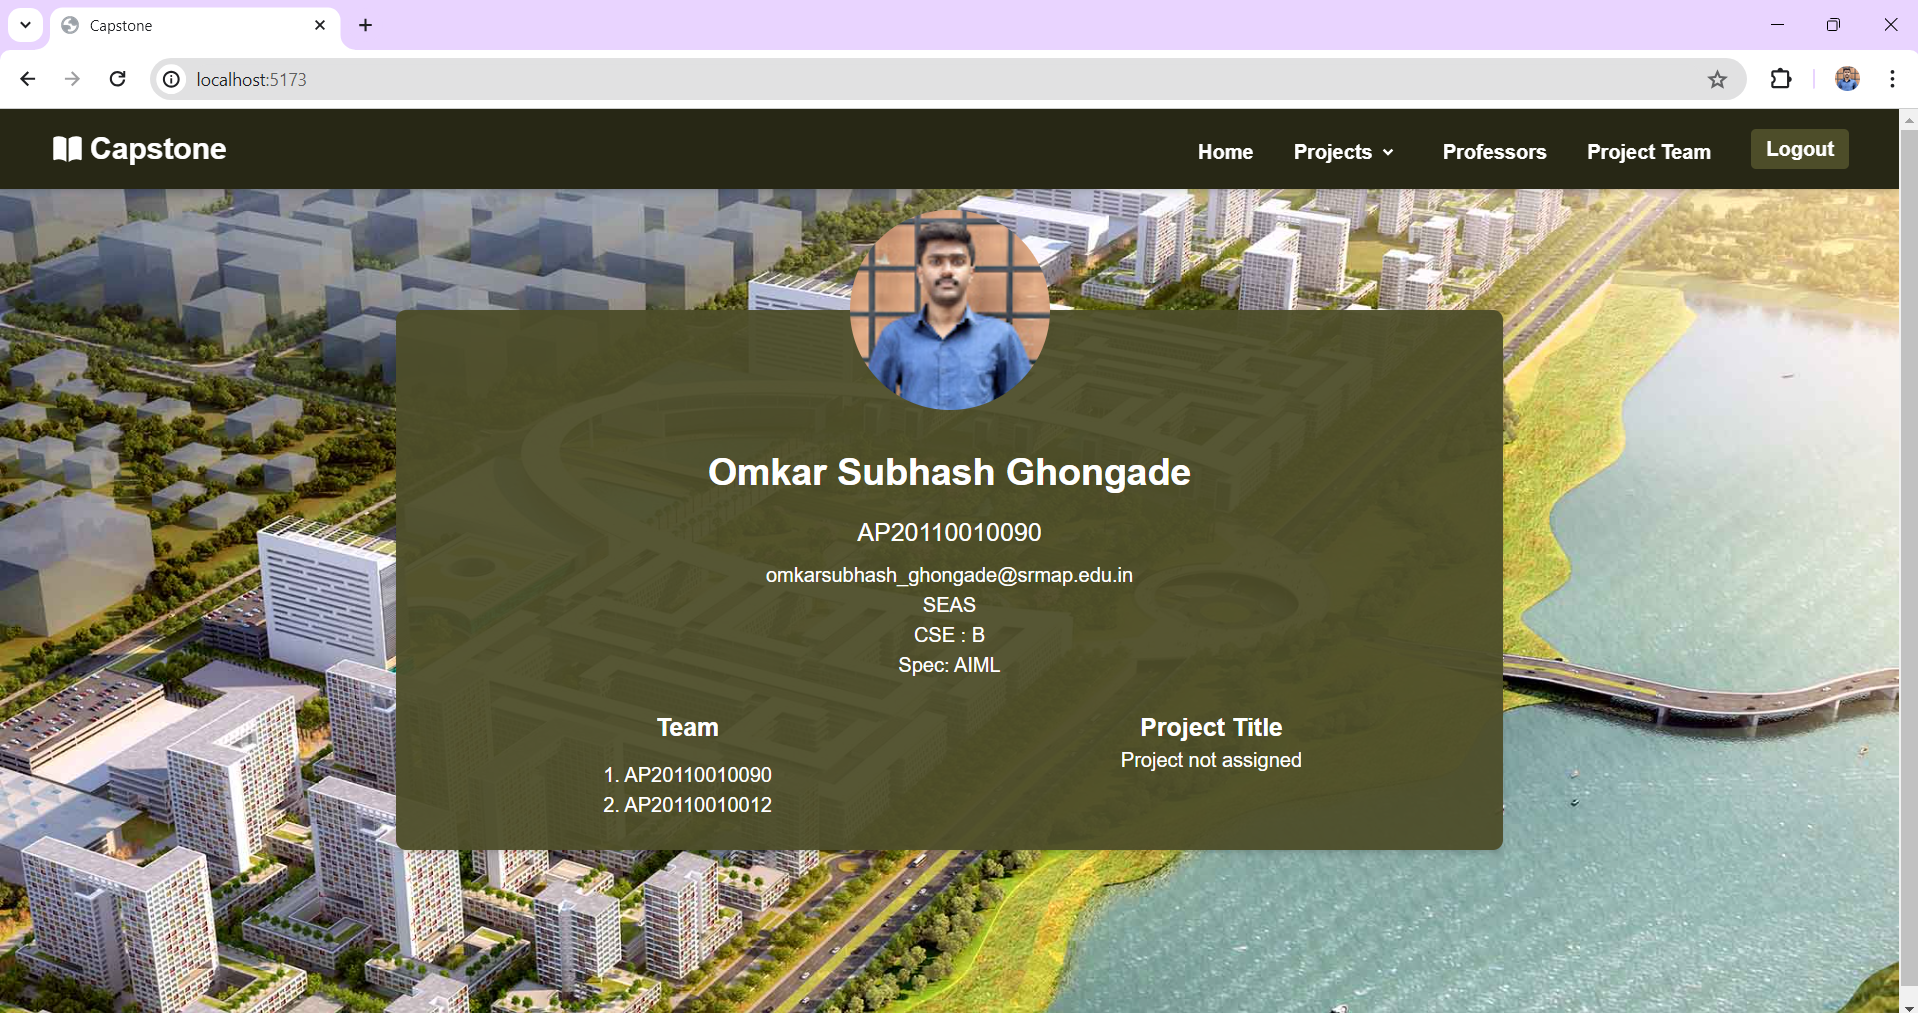 Capstone
localhost:5173
Capstone
Home Projects Professors Project Team Logout
Omkar Subhash Ghongade
AP20110010090
omkarsubhash_ghongade@srmap.edu.in
SEAS
CSE : B
Spec: AIML
Team
1. AP20110010090
2. AP20110010012
Project Title
Project not assigned